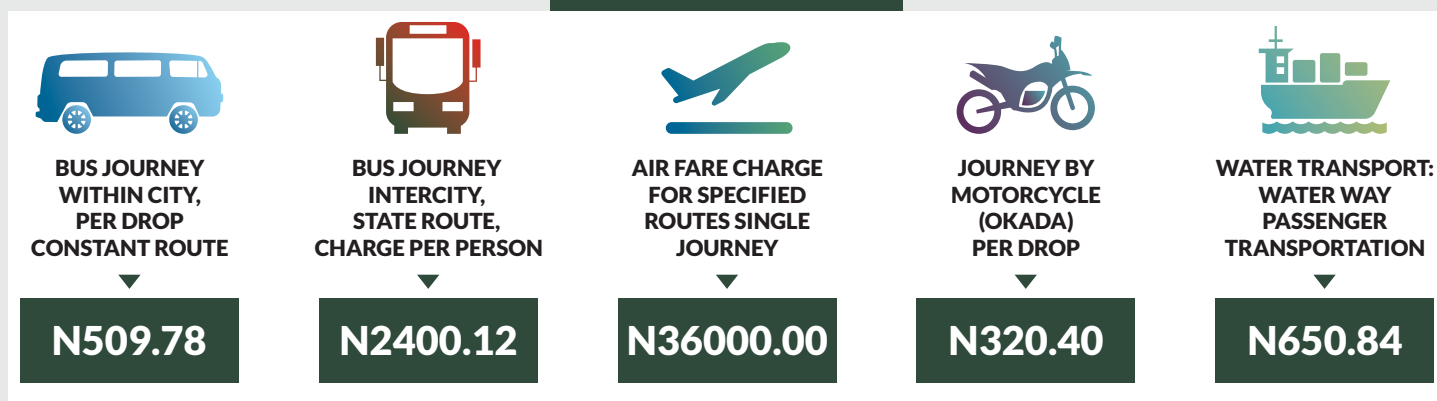 BUS JOURNEY
WITHIN CITY,
PER DROP
CONSTANT ROUTE
N509.78
BUS JOURNEY
INTERCITY,
STATE ROUTE,
CHARGE PER PERSON
N2400.12
AIR FARE CHARGE
FOR SPECIFIED
ROUTES SINGLE
JOURNEY
N36000.00
JOURNEY BY
MOTORCYCLE
(OKADA)
PER DROP
N320.40
WATER TRANSPORT:
WATER WAY
PASSENGER
TRANSPORTATION
N650.84